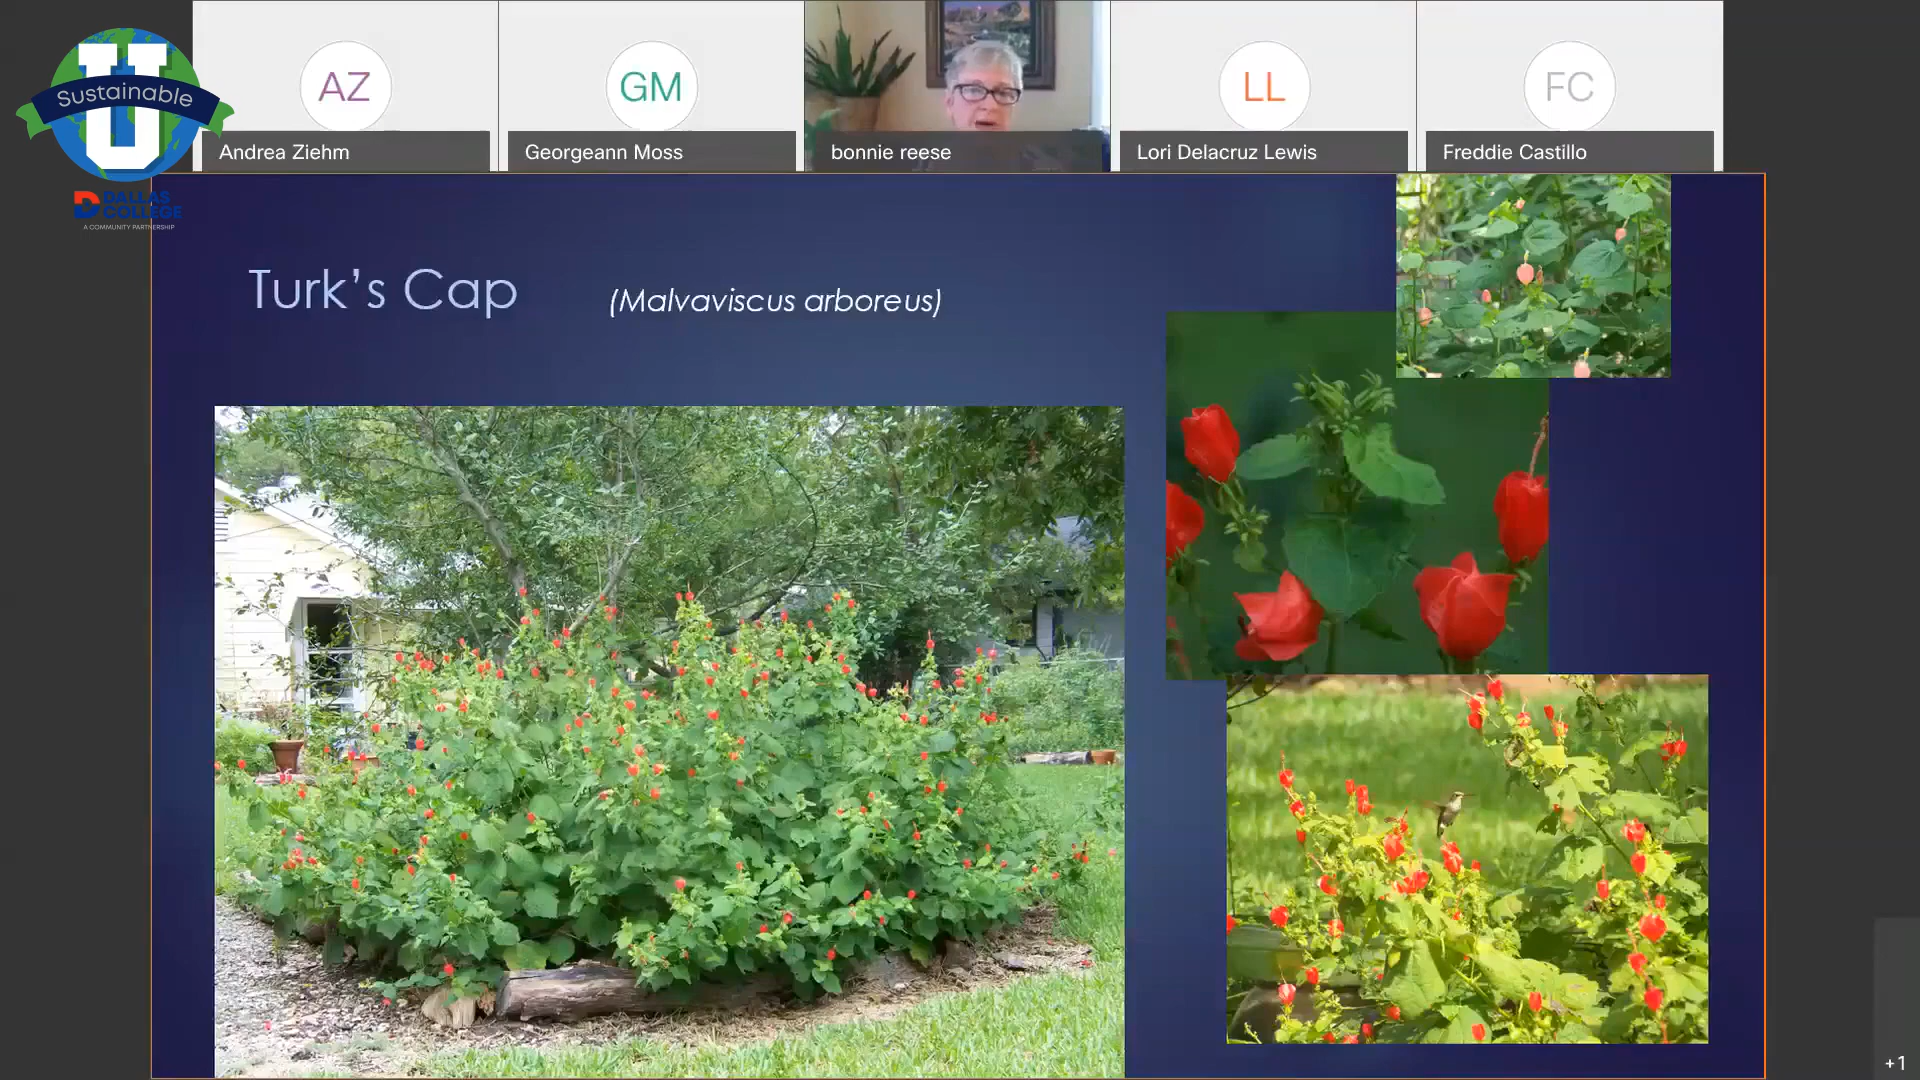 U
Sustainable
DALLAS
COLLEGE
A COMMUNITY PARTNERSHIP
AZ
GM
LL
FC
Andrea Ziehm
Georgeann Moss
bonnie reese
Lori Delacruz Lewis
Freddie Castillo
Turk's Cap
(Malvaviscus arboreus)
+1